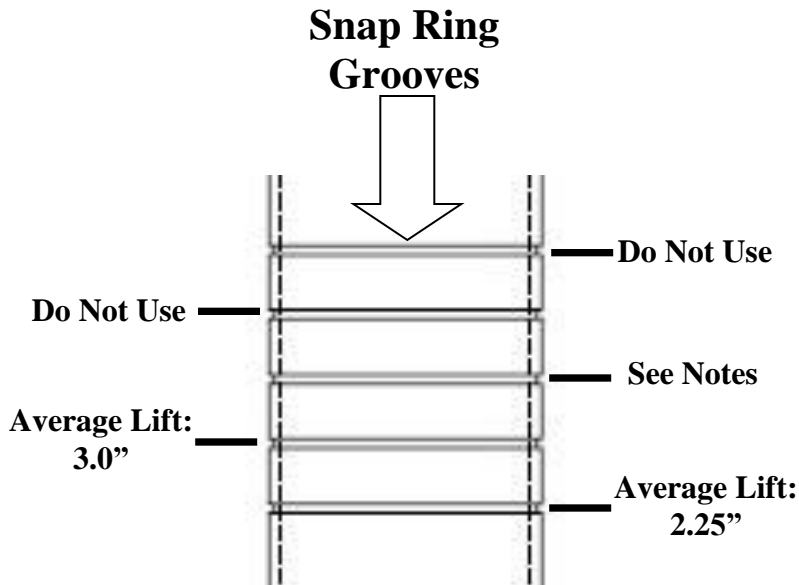 Snap Ring
Grooves
Do Not Use
Do Not Use
See Notes
Average Lift:
3.0”
Average Lift:
2.25”